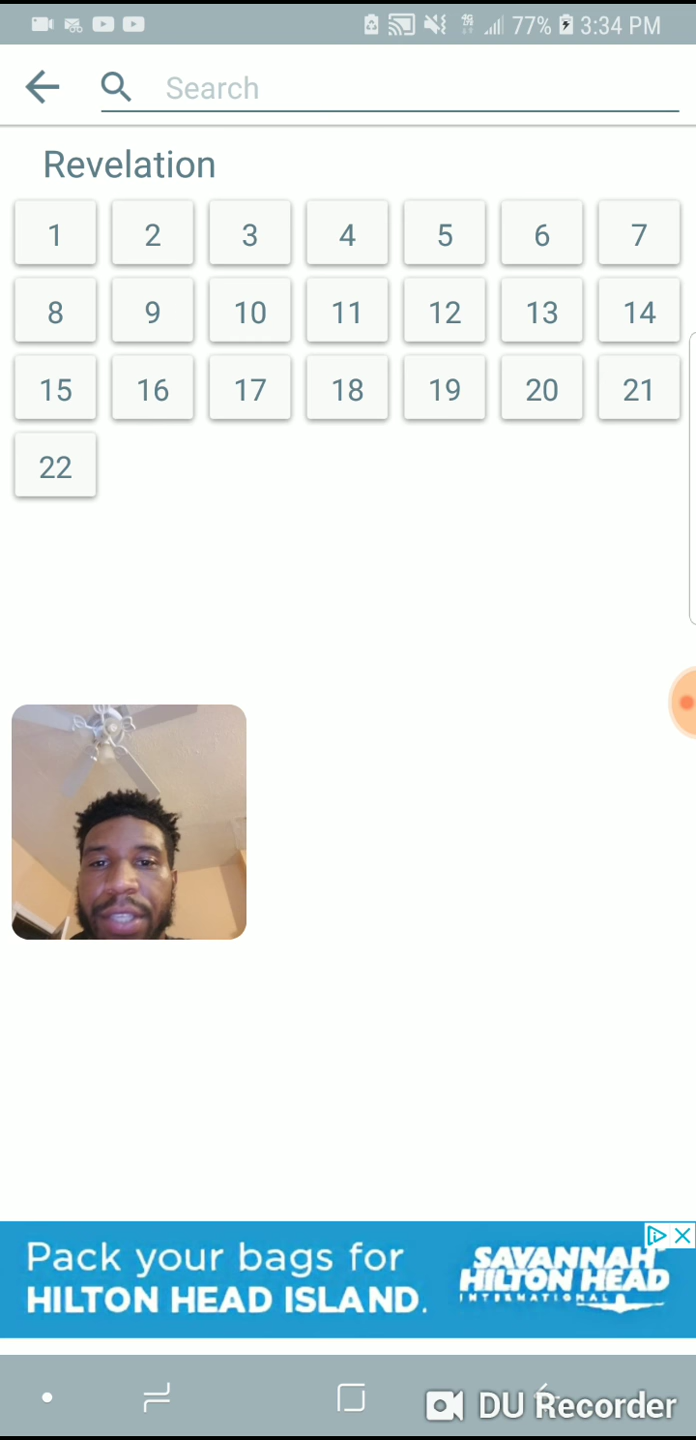 77% 3:34 PM
Search
Revelation
1 2 3 4 5 6 7
8 9 10 11 12 13 14
15 16 17 18 19 20 21
22
Pack your bags for
HILTON HEAD ISLAND.
SAVANNAH
HILTON HEAD
INTERNATIONAL
DU Recorder